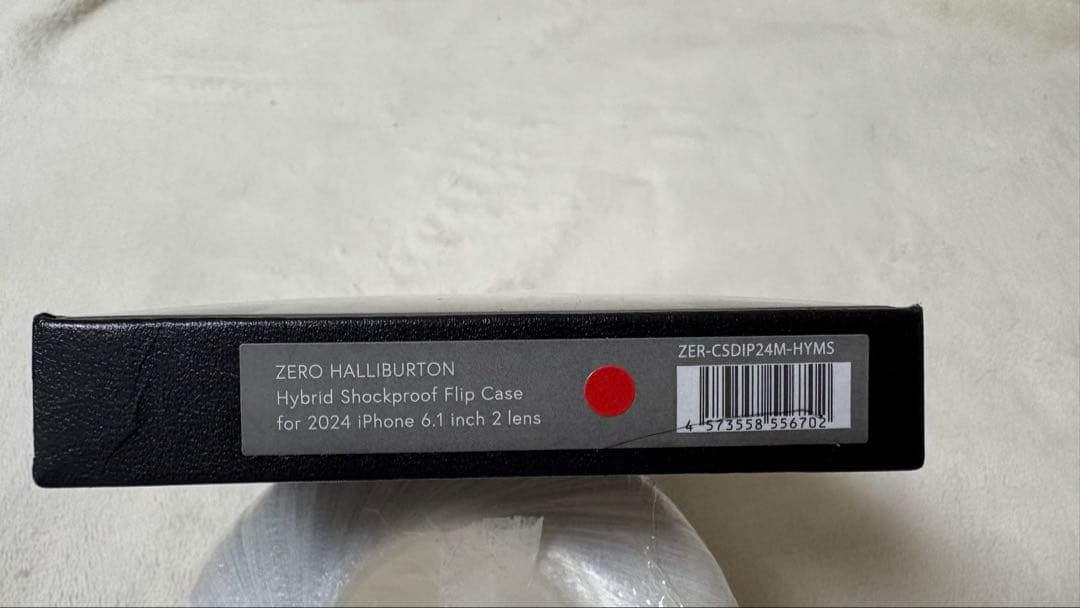 ZERO HALLIBURTON
Hybrid Shockproof Flip Case
for 2024 iPhone 6.1 inch 2 lens
ZER-CSDIP24M-HYMS
4 573558 556702